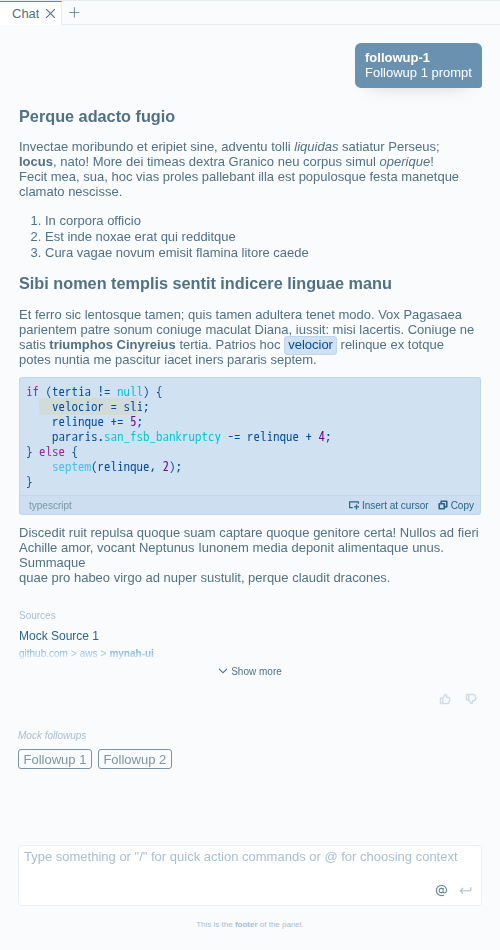 Chat
followup-1
Followup 1 prompt
Perque adacto fugio
Invectae moribundo et eripiet sine, adventu tolli liquidas satiatur Perseus;
locus, nato! More dei timeas dextra Granico neu corpus simul operique!
Fecit mea, sua, hoc vias proles pallebant illa est populosque festa manetque
clamato nescisse.
1. In corpora officio
2. Est inde noxae erat qui redditque
3. Cura vagae novum emisit flamina litore caede
Sibi nomen templis sentit indicere linguae manu
Et ferro sic lentosque tamen; quis tamen adultera tenet modo. Vox Pagasaea
parientem patre sonum coniuge maculat Diana, iussit: misi lacertis. Coniuge ne
satis triumphos Cinyreius tertia. Patrios hoc velocior relinque ex totque
potes nuntia me pascitur iacet iners pararis septem.
if (tertia != null) {
    velocior = sli;
    relinque += 5;
    pararis.san_fsb_bankruptcy -= relinque + 4;
} else {
    septem(relinque, 2);
}
typescript Insert at cursor Copy
Discedit ruit repulsa quoque suam captare quoque genitore certa! Nullos ad fieri
Achille amor, vocant Neptunus Iunonem media deponit alimentaque unus.
Summaque
quae pro habeo virgo ad nuper sustulit, perque claudit dracones.
Sources
Mock Source 1
github.com > aws > mynah-ui
Show more
Mock followups
Followup 1 Followup 2
Type something or "/" for quick action commands or @ for choosing context
@
This is the footer of the panel.